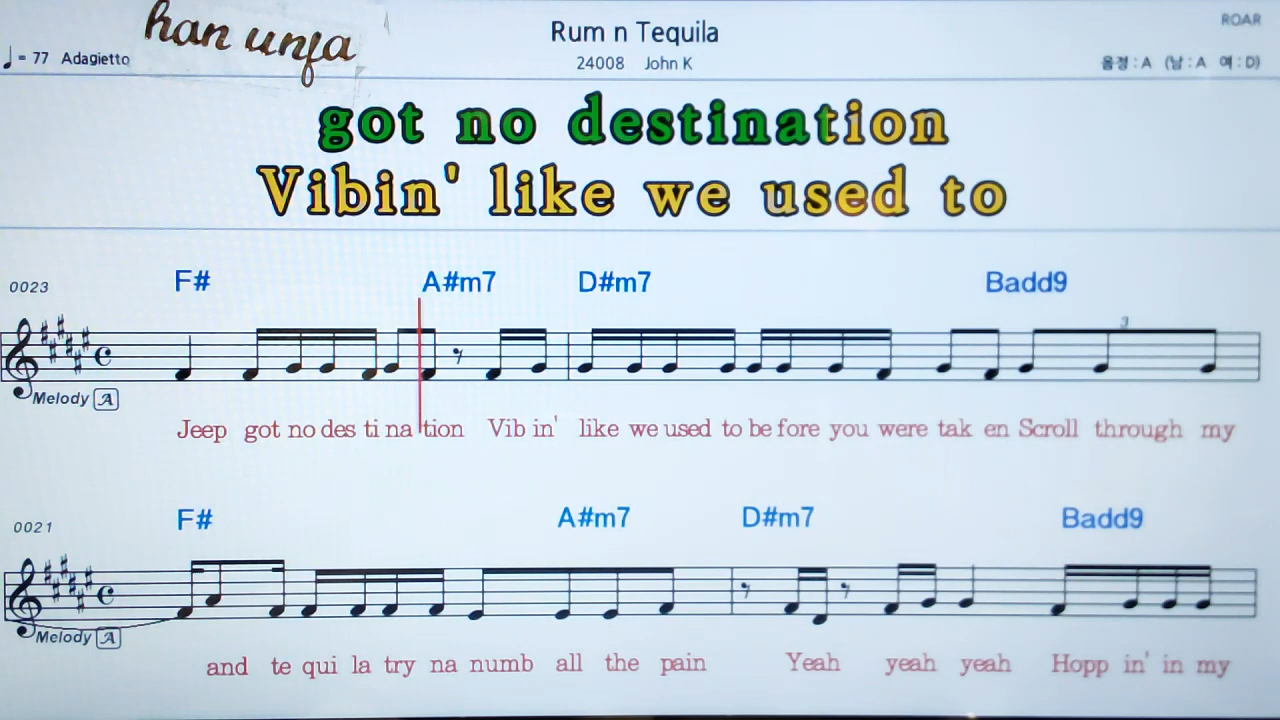 han unfa
Rum n Tequila
ROAR
♩= 77 Adagietto
24008 John K
음정 : A (남 : A 여 : D)
got no destination
Vibin' like we used to
0023
F# A#m7 D#m7 Badd9
3
Melody A
Jeep got no des ti na tion Vib in' like we used to be fore you were tak en Scroll through my
0021
F# A#m7 D#m7 Badd9
Melody A
and te qui la try na numb all the pain Yeah yeah yeah Hopp in' in my